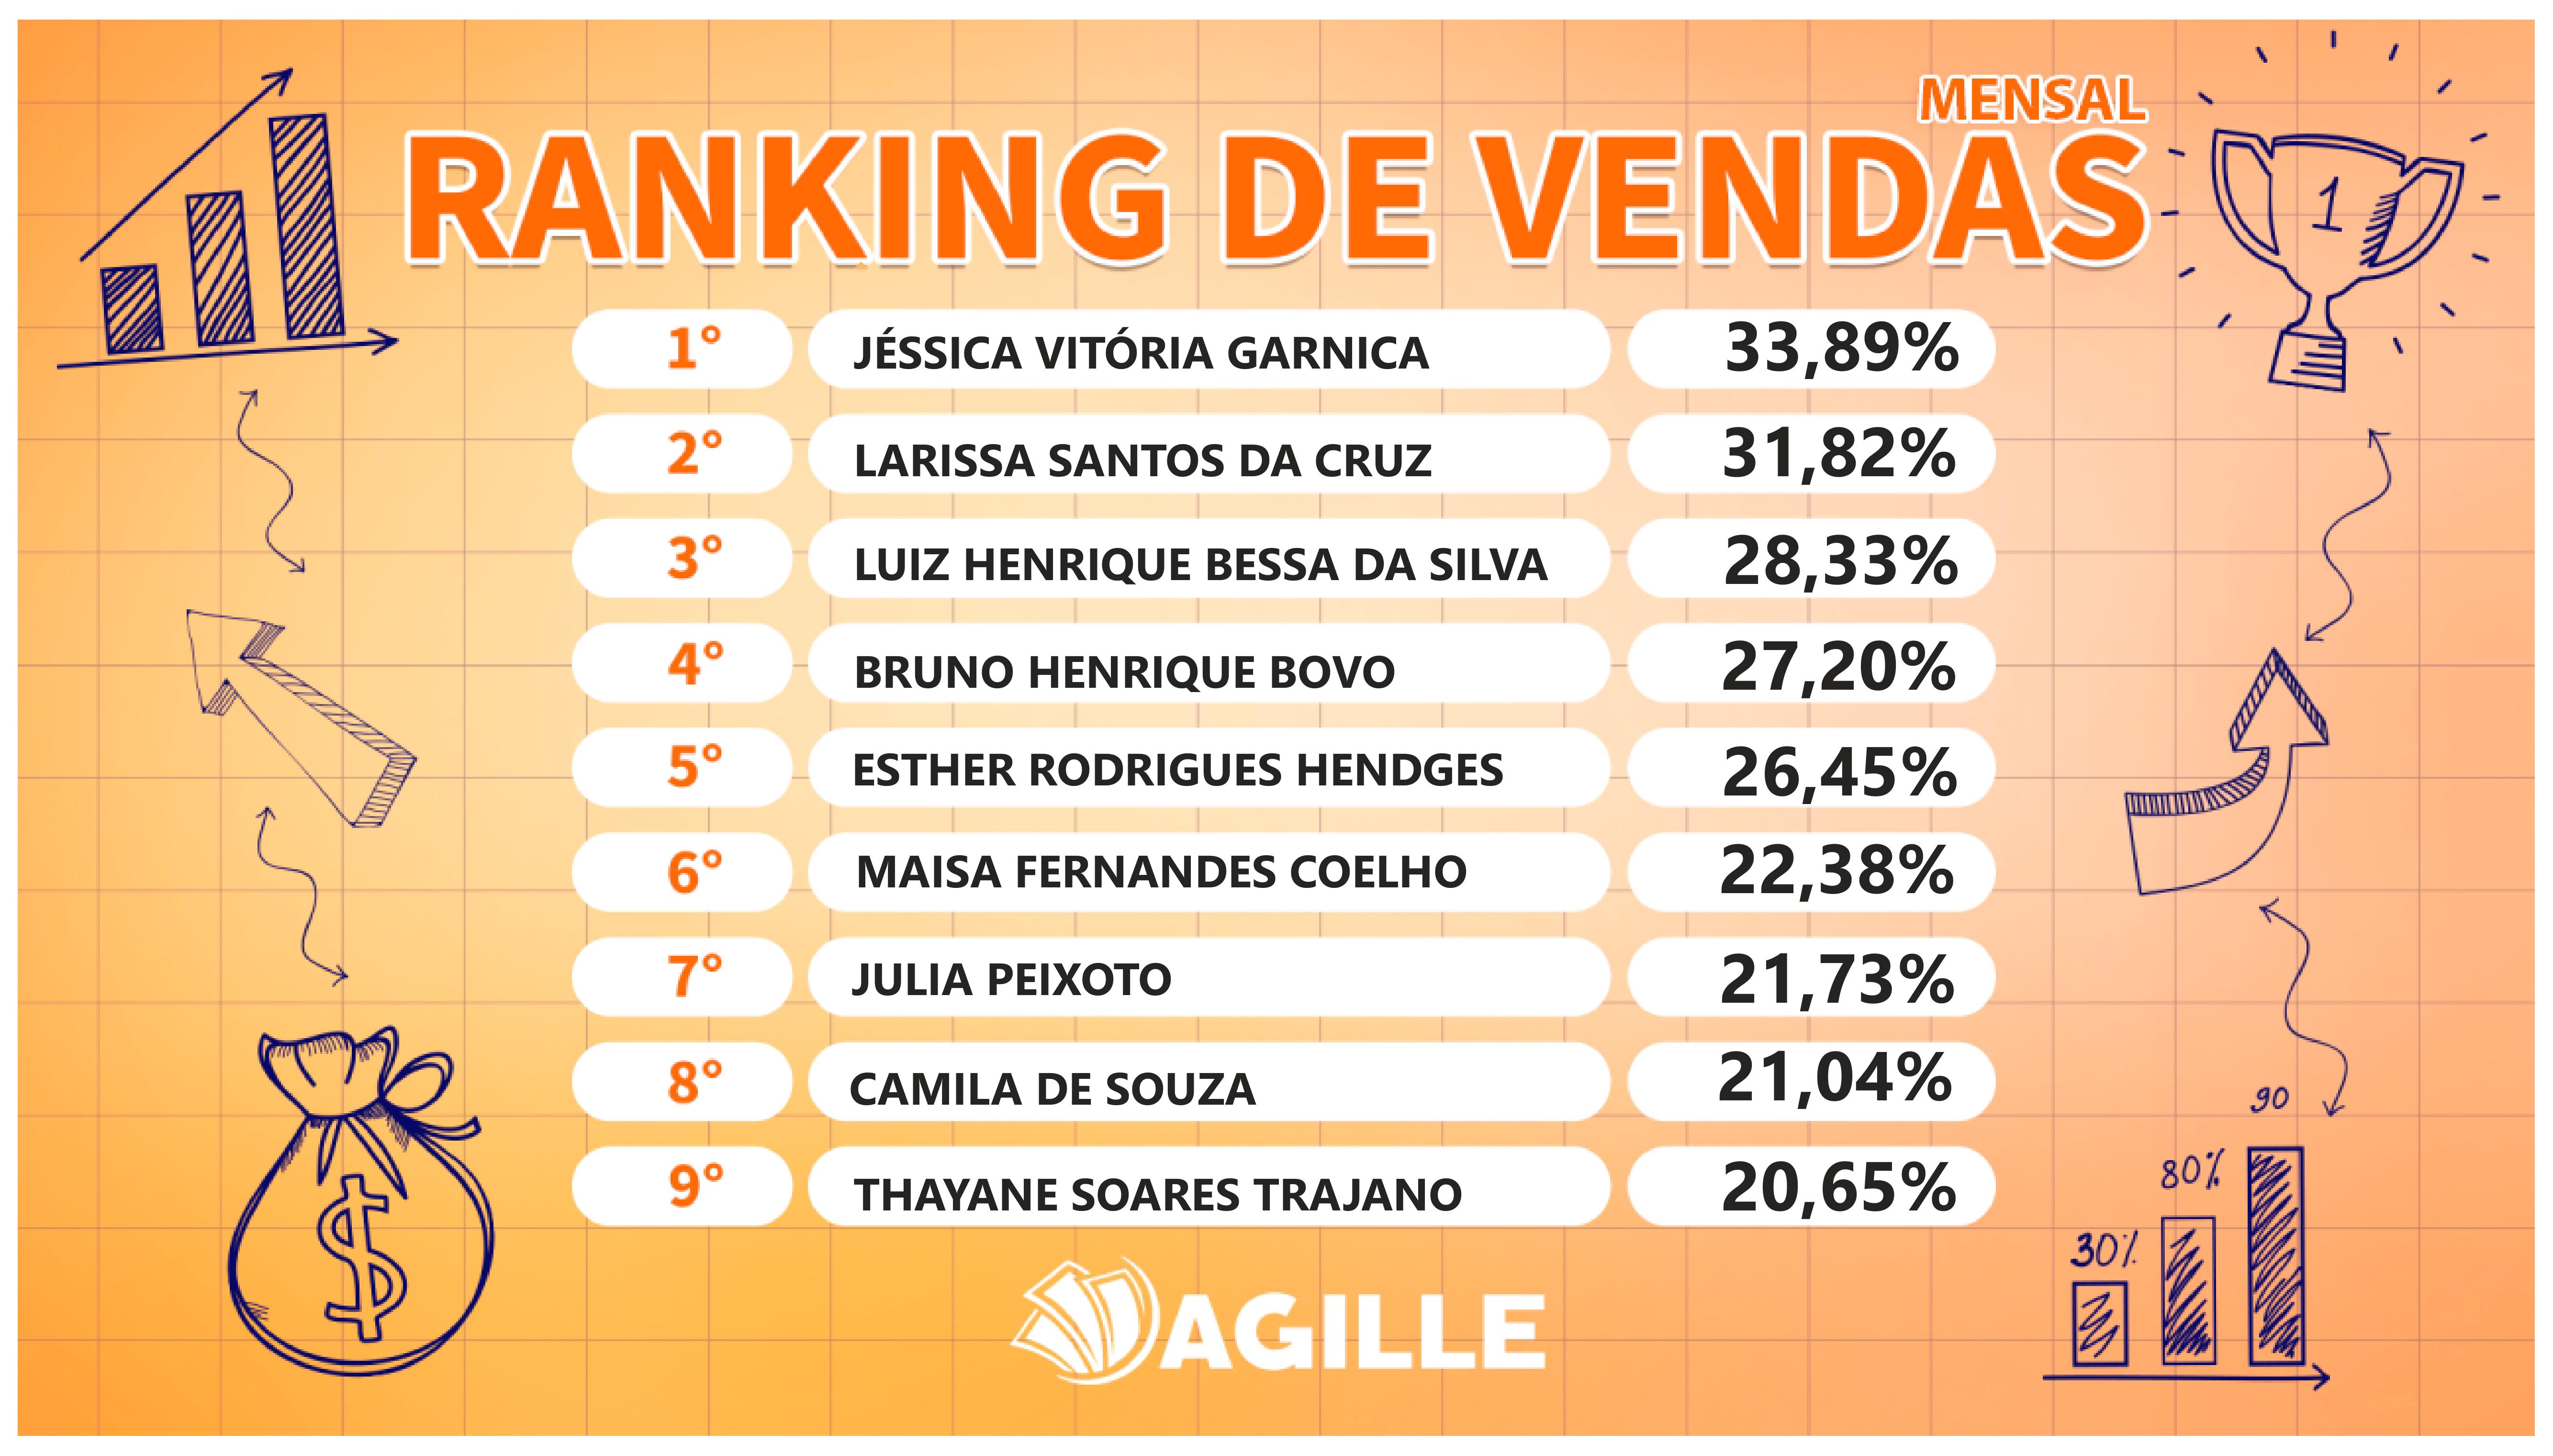 MENSAL
RANKING DE VENDAS
1
1° JÉSSICA VITÓRIA GARNICA 33,89%
2° LARISSA SANTOS DA CRUZ 31,82%
3° LUIZ HENRIQUE BESSA DA SILVA 28,33%
4° BRUNO HENRIQUE BOVO 27,20%
5° ESTHER RODRIGUES HENDGES 26,45%
6° MAISA FERNANDES COELHO 22,38%
7° JULIA PEIXOTO 21,73%
8° CAMILA DE SOUZA 21,04%
9° THAYANE SOARES TRAJANO 20,65%
$
90
80%
30%
AGILLE